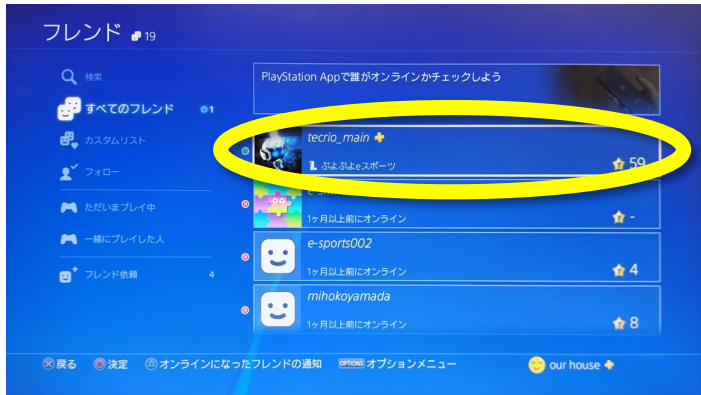 フレンド 19
検索
すべてのフレンド 1
カスタムリスト
フォロー
ただいまプレイ中
一緒にプレイした人
フレンド依頼 4
PlayStation Appで誰がオンラインかチェックしよう
tecrio_main
ぷよぷよeスポーツ 59
1ヶ月以上前にオンライン -
e-sports002
1ヶ月以上前にオンライン 4
mihokoyamada
1ヶ月以上前にオンライン 8
戻る 決定 オンラインになったフレンドの通知 OPTIONS オプションメニュー our house